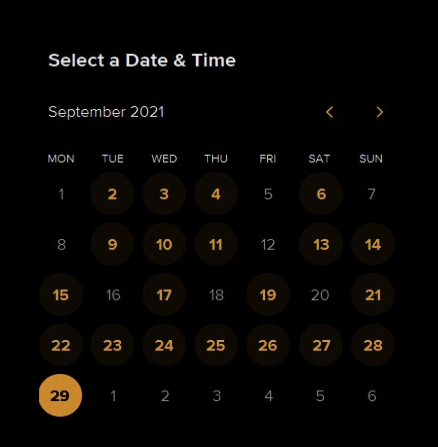 Select a Date & Time
September 2021
MON TUE WED THU FRI SAT SUN
1 2 3 4 5 6 7
8 9 10 11 12 13 14
15 16 17 18 19 20 21
22 23 24 25 26 27 28
29 1 2 3 4 5 6